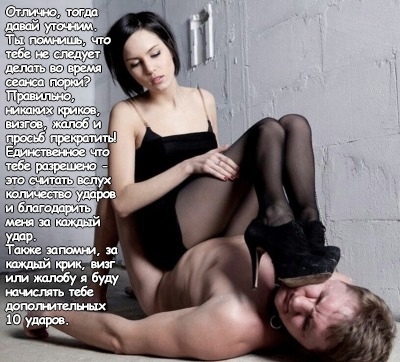 Отлично, тогда
давай уточним.
Ты помнишь, что
тебе не следует
делать во время
сеанса порки?
Правильно,
никаких криков,
визгов, жалоб и
просьб прекратить!
Единственное что
тебе разрешено -
это считать вслух
количество ударов
и благодарить
меня за каждый
удар.
Также запомни, за
каждый крик, визг
или жалобу я буду
начислять тебе
дополнительных
10 ударов.